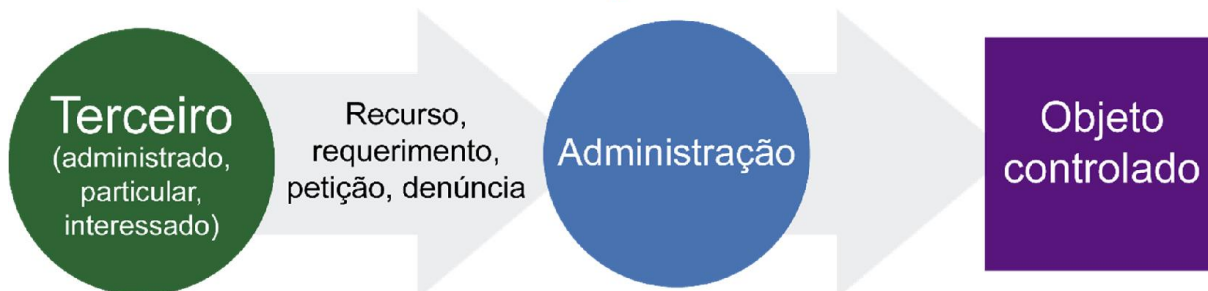 Terceiro
(administrado,
particular,
interessado)
Recurso,
requerimento,
petição, denúncia
Administração
Objeto
controlado